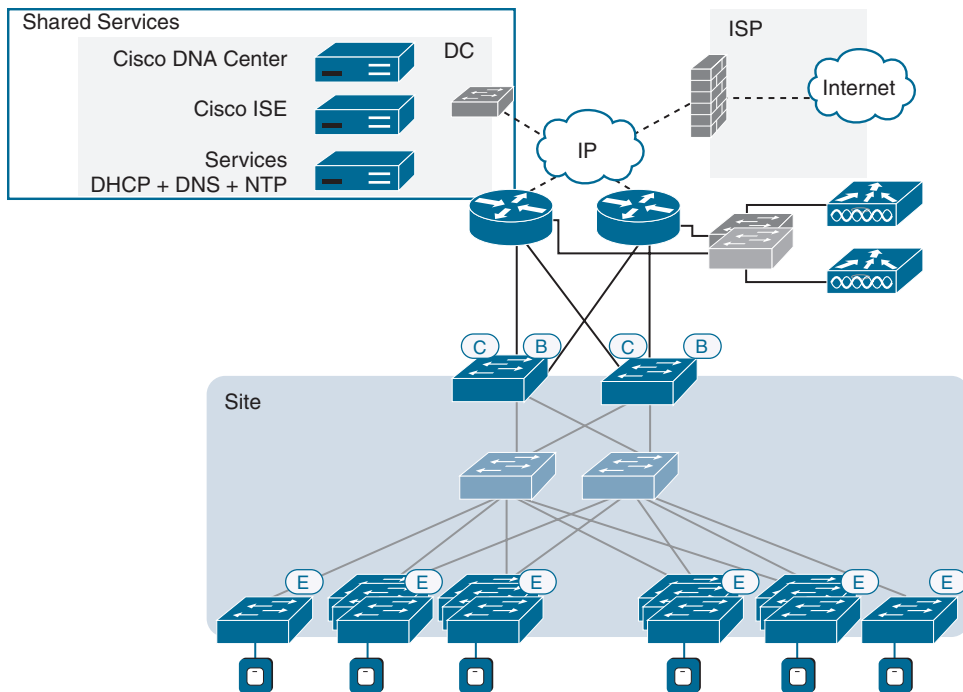 Shared Services
DC
Cisco DNA Center
Cisco ISE
Services
DHCP + DNS + NTP
ISP
Internet
IP
C
B
C
B
Site
E
E
E
E
E
E